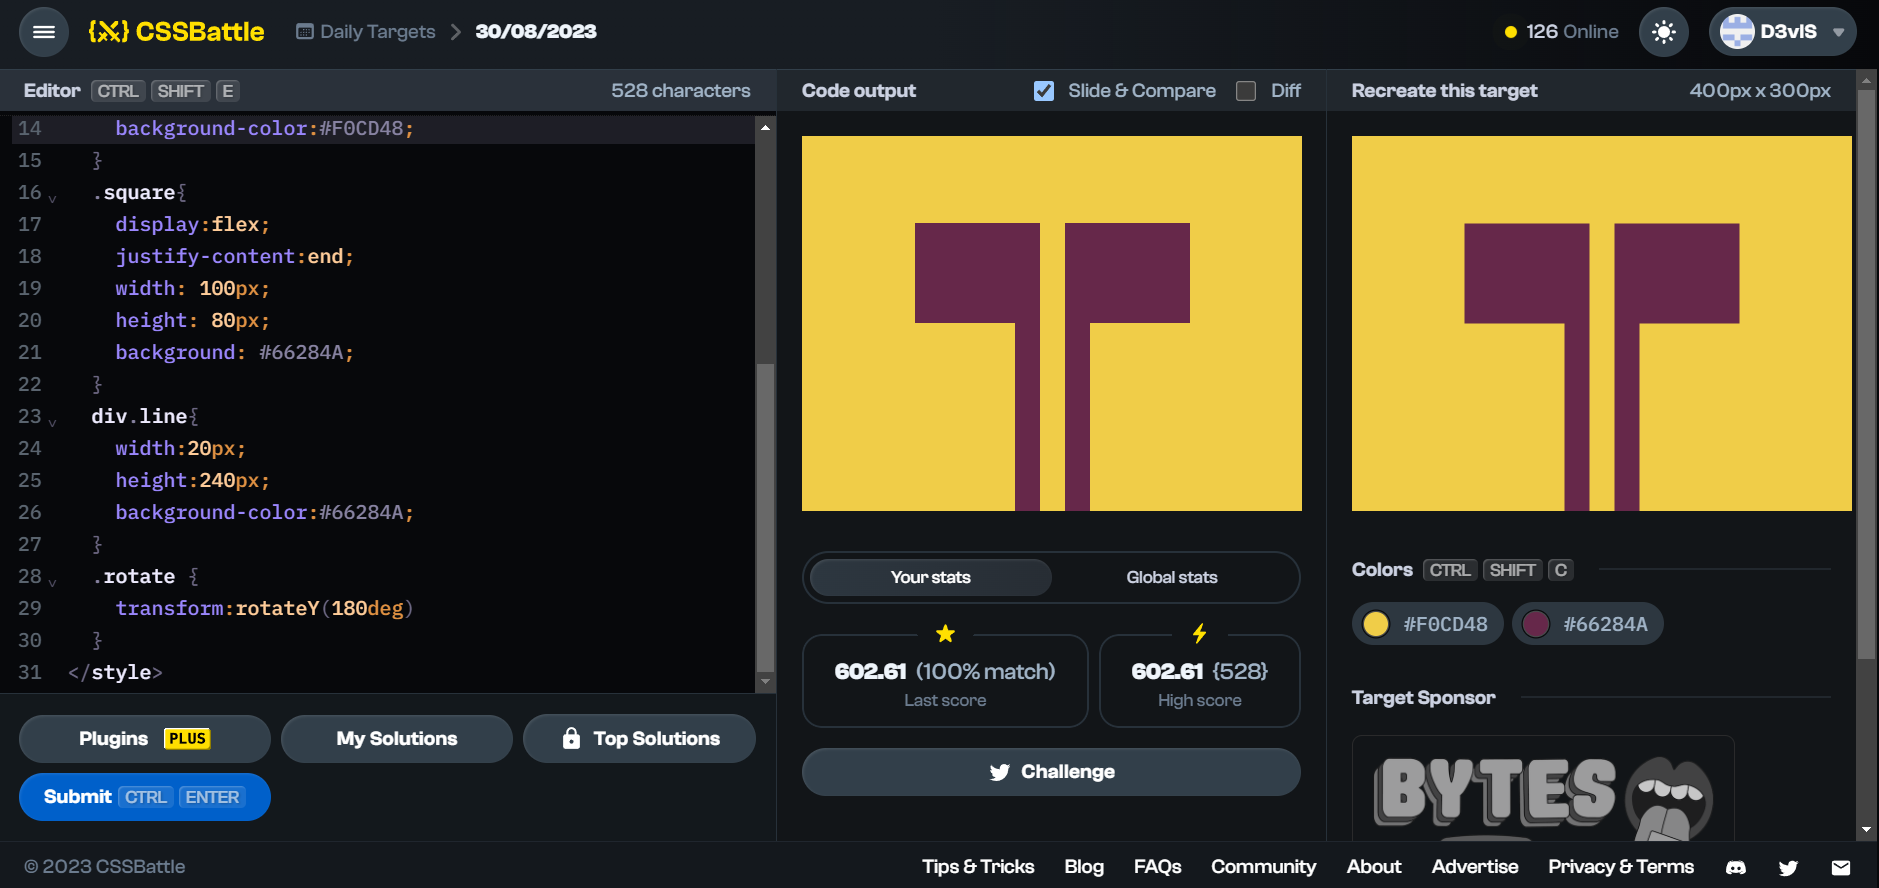 CSSBattle
Daily Targets
30/08/2023
126 Online
D3vIS
Editor CTRL SHIFT E
528 characters
14 background-color:#F0CD48;
15 }
16 .square{
17 display:flex;
18 justify-content:end;
19 width: 100px;
20 height: 80px;
21 background: #66284A;
22 }
23 div.line{
24 width:20px;
25 height:240px;
26 background-color:#66284A;
27 }
28 .rotate {
29 transform:rotateY(180deg)
30 }
31 </style>
Plugins PLUS
My Solutions
Top Solutions
Submit CTRL ENTER
Code output
Slide & Compare
Diff
Your stats
Global stats
602.61 (100% match)
Last score
602.61 {528}
High score
Challenge
Recreate this target
400px x 300px
Colors CTRL SHIFT C
#F0CD48
#66284A
Target Sponsor
BYTES
© 2023 CSSBattle
Tips & Tricks
Blog
FAQs
Community
About
Advertise
Privacy & Terms